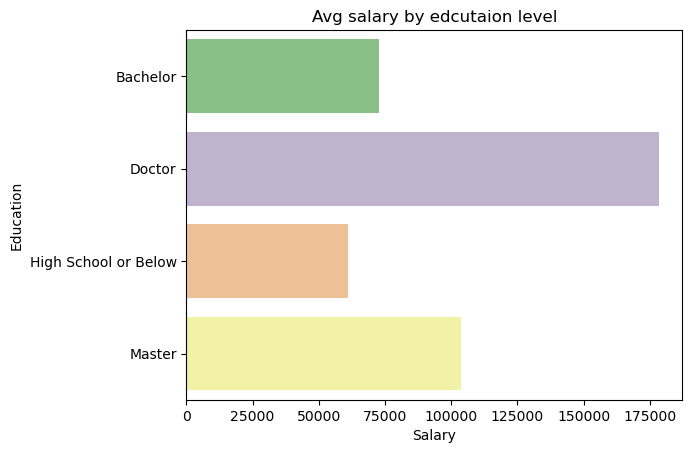 Avg salary by edcutaion level
Bachelor
Doctor
High School or Below
Master
Education
0 25000 50000 75000 100000 125000 150000 175000
Salary